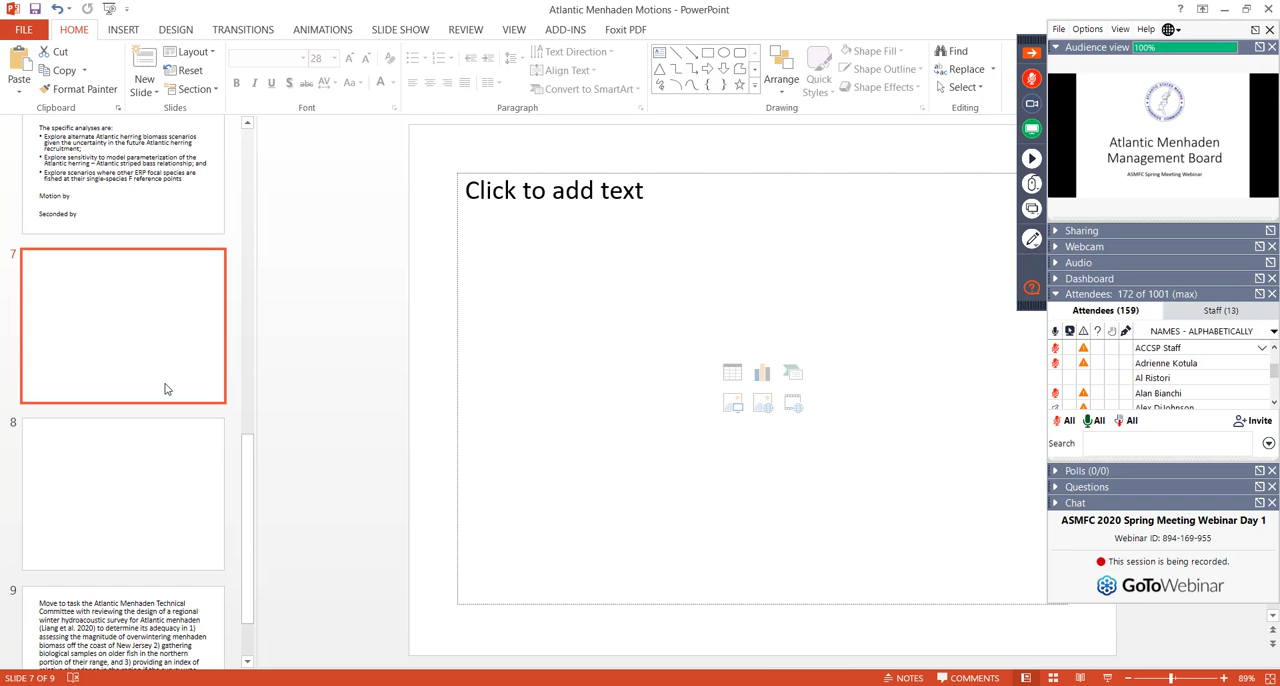 Atlantic Menhaden Motions - PowerPoint
FILE HOME INSERT DESIGN TRANSITIONS ANIMATIONS SLIDE SHOW REVIEW VIEW ADD-INS Foxit PDF
Paste
Cut
Copy
Format Painter
Clipboard
New Slide
Layout
Reset
Section
Slides
28
B I U S abc AV Aa A
Font
Text Direction
Align Text
Convert to SmartArt
Paragraph
Arrange
Quick Styles
Shape Fill
Shape Outline
Shape Effects
Drawing
Find
Replace
Select
Editing
The specific analyses are:
• Explore alternate Atlantic herring biomass scenarios
given the uncertainty in the future Atlantic herring
recruitment;
• Explore sensitivity to model parameterization of the
Atlantic herring – Atlantic striped bass relationship; and
• Explore scenarios where other ERP focal species are
fished at their single-species F reference points
Motion by
Seconded by
7
8
9
Move to task the Atlantic Menhaden Technical
Committee with reviewing the design of a regional
winter hydroacoustic survey for Atlantic menhaden
(Liang et al. 2020) to determine its adequacy in 1)
assessing the magnitude of overwintering menhaden
biomass off the coast of New Jersey 2) gathering
biological samples on older fish in the northern
portion of their range, and 3) providing an index of
Click to add text
File Options View Help
Audience view 100%
Atlantic Menhaden
Management Board
ASMFC Spring Meeting Webinar
Sharing
Webcam
Audio
Dashboard
Attendees: 172 of 1001 (max)
Attendees (159) Staff (13)
NAMES - ALPHABETICALLY
ACCSP Staff
Adrienne Kotula
Al Ristori
Alan Bianchi
All All All Invite
Search
Polls (0/0)
Questions
Chat
ASMFC 2020 Spring Meeting Webinar Day 1
Webinar ID: 894-169-955
This session is being recorded.
GoToWebinar
SLIDE 7 OF 9
NOTES COMMENTS 89%